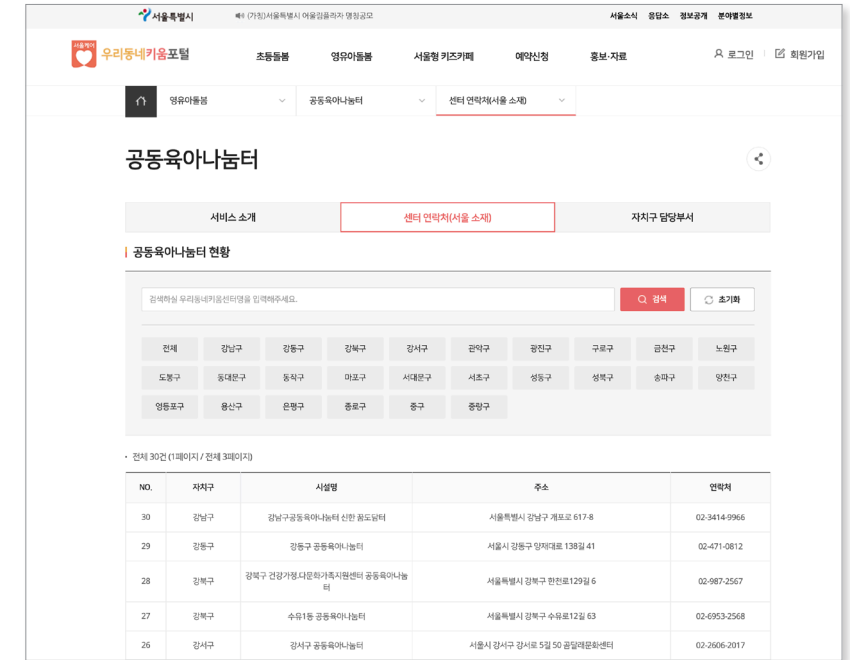 서울특별시 (가칭)서울특별시 어울림플라자 명칭공모 서울소식 응답소 정보공개 분야별정보
서울케어
우리동네키움포털 초등돌봄 영유아돌봄 서울형 키즈카페 예약신청 홍보·자료 로그인 회원가입
영유아돌봄 공동육아나눔터 센터 연락처(서울 소재)
공동육아나눔터
서비스 소개 센터 연락처(서울 소재) 자치구 담당부서
공동육아나눔터 현황
검색하실 우리동네키움센터명을 입력해주세요. 검색 초기화
전체 강남구 강동구 강북구 강서구 관악구 광진구 구로구 금천구 노원구
도봉구 동대문구 동작구 마포구 서대문구 서초구 성동구 성북구 송파구 양천구
영등포구 용산구 은평구 종로구 중구 중랑구
• 전체 30건 (1페이지 / 전체 3페이지)
NO. 자치구 시설명 주소 연락처
30 강남구 강남구공동육아나눔터 신한 꿈도담터 서울특별시 강남구 개포로 617-8 02-3414-9966
29 강동구 강동구 공동육아나눔터 서울시 강동구 양재대로 138길 41 02-471-0812
28 강북구 강북구 건강가정.다문화가족지원센터 공동육아나눔터 서울특별시 강북구 한천로129길 6 02-987-2567
27 강북구 수유1동 공동육아나눔터 서울특별시 강북구 수유로12길 63 02-6953-2568
26 강서구 강서구 공동육아나눔터 서울시 강서구 강서로 5길 50 곰달래문화센터 02-2606-2017